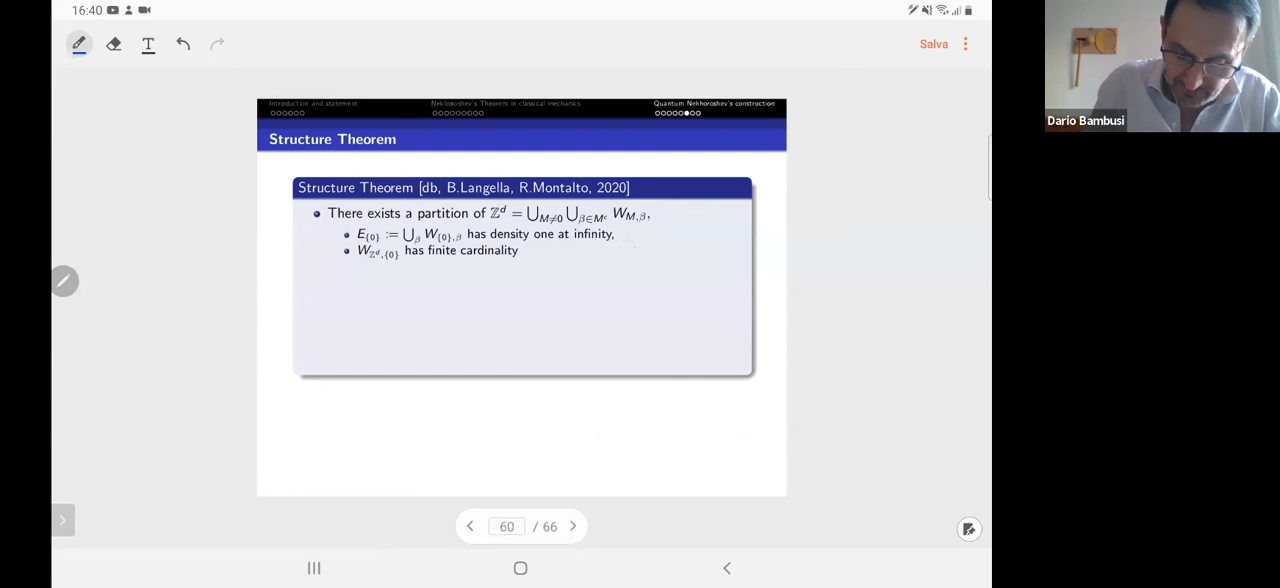 16:40
Salva
Introduction and statement Nekhoroshev's Theorem in classical mechanics Quantum Nekhoroshev's construction
Structure Theorem
Structure Theorem [db, B.Langella, R.Montalto, 2020]
There exists a partition of ℤ^d = ⋃_{M≠0} ⋃_{β∈M^c} W_{M,β},
E_{{0}} := ⋃_β W_{{0},β} has density one at infinity,
W_{ℤ^d,{0}} has finite cardinality
60 / 66
Dario Bambusi